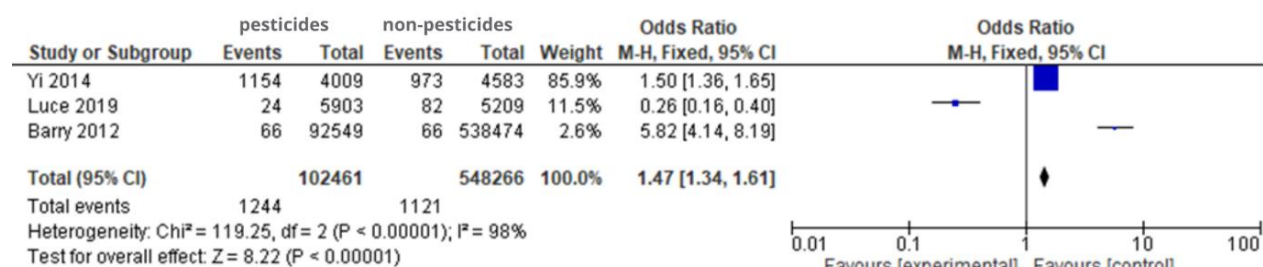 pesticides non-pesticides Odds Ratio Odds Ratio
Study or Subgroup Events Total Events Total Weight M-H, Fixed, 95% CI M-H, Fixed, 95% CI
Yi 2014 1154 4009 973 4583 85.9% 1.50 [1.36, 1.65]
Luce 2019 24 5903 82 5209 11.5% 0.26 [0.16, 0.40]
Barry 2012 66 92549 66 538474 2.6% 5.82 [4.14, 8.19]
Total (95% CI) 102461 548266 100.0% 1.47 [1.34, 1.61]
Total events 1244 1121
Heterogeneity: Chi² = 119.25, df = 2 (P < 0.00001); I² = 98%
Test for overall effect: Z = 8.22 (P < 0.00001)
0.01 0.1 1 10 100
Favours [experimental] Favours [control]